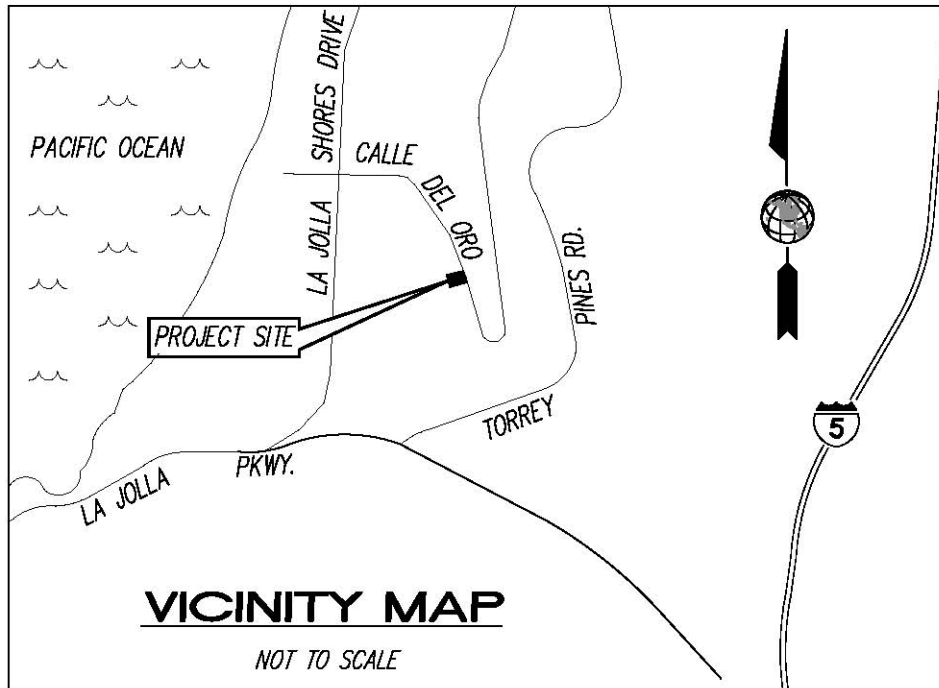 PACIFIC OCEAN
LA JOLLA SHORES DRIVE
CALLE DEL ORO
PROJECT SITE
TORREY PINES RD.
5
LA JOLLA PKWY.
VICINITY MAP
NOT TO SCALE